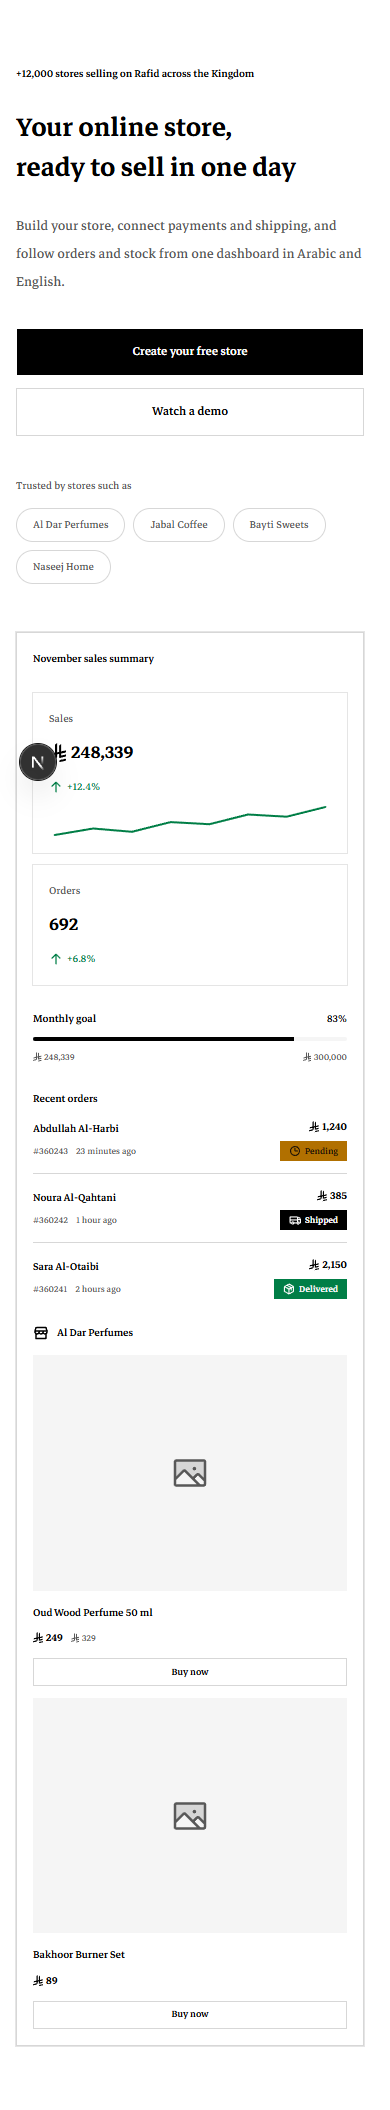 +12,000 stores selling on Rafid across the Kingdom
Your online store,
ready to sell in one day
Build your store, connect payments and shipping, and
follow orders and stock from one dashboard in Arabic and
English.
Create your free store
Watch a demo
Trusted by stores such as
Al Dar Perfumes
Jabal Coffee
Bayti Sweets
Naseej Home
November sales summary
Sales
N
⃁ 248,339
+12.4%
Orders
692
+6.8%
Monthly goal 83%
⃁ 248,339 ⃁ 300,000
Recent orders
Abdullah Al-Harbi ⃁ 1,240
#360243 23 minutes ago Pending
Noura Al-Qahtani ⃁ 385
#360242 1 hour ago Shipped
Sara Al-Otaibi ⃁ 2,150
#360241 2 hours ago Delivered
Al Dar Perfumes
Oud Wood Perfume 50 ml
⃁ 249 ⃁ 329
Buy now
Bakhoor Burner Set
⃁ 89
Buy now